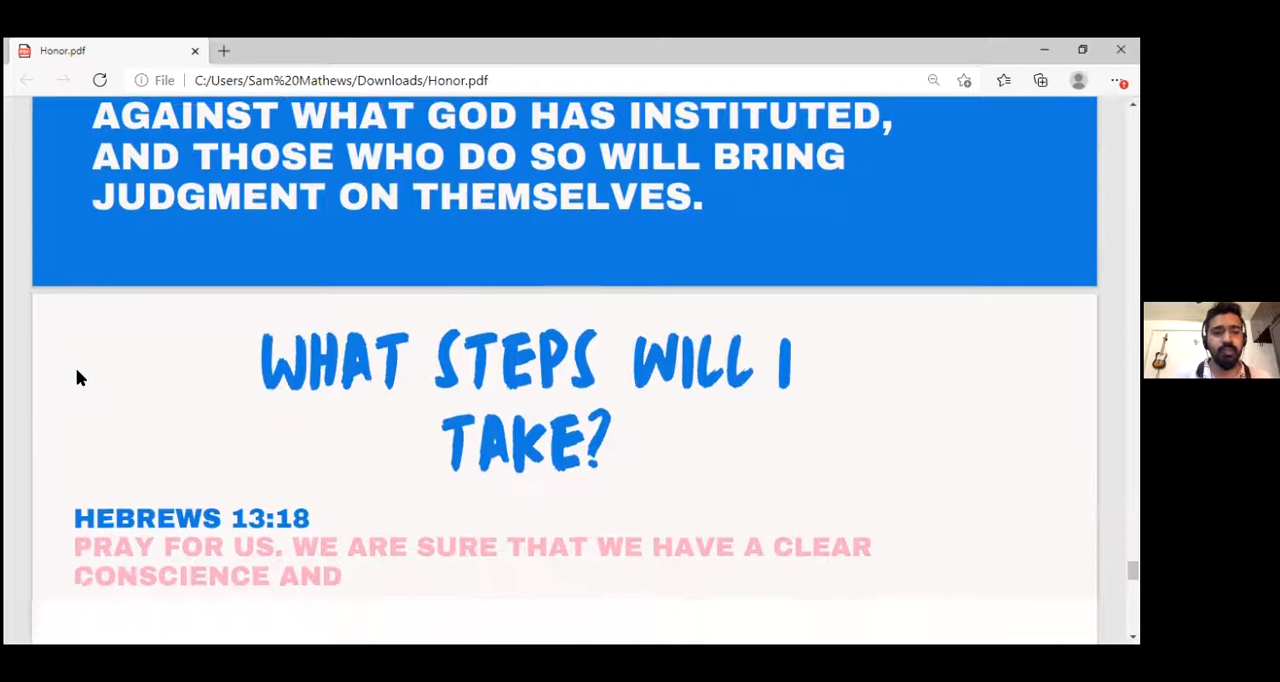 Honor.pdf
File
C:/Users/Sam%20Mathews/Downloads/Honor.pdf
AGAINST WHAT GOD HAS INSTITUTED,
AND THOSE WHO DO SO WILL BRING
JUDGMENT ON THEMSELVES.
WHAT STEPS WILL I
TAKE?
HEBREWS 13:18
PRAY FOR US. WE ARE SURE THAT WE HAVE A CLEAR
CONSCIENCE AND